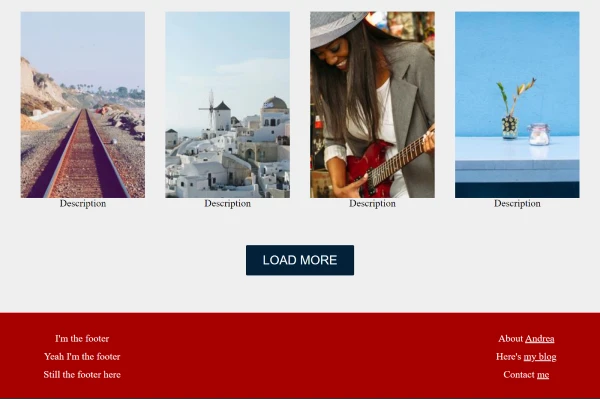 Description
Description
Description
Description
LOAD MORE
I'm the footer
Yeah I'm the footer
Still the footer here
About Andrea
Here's my blog
Contact me